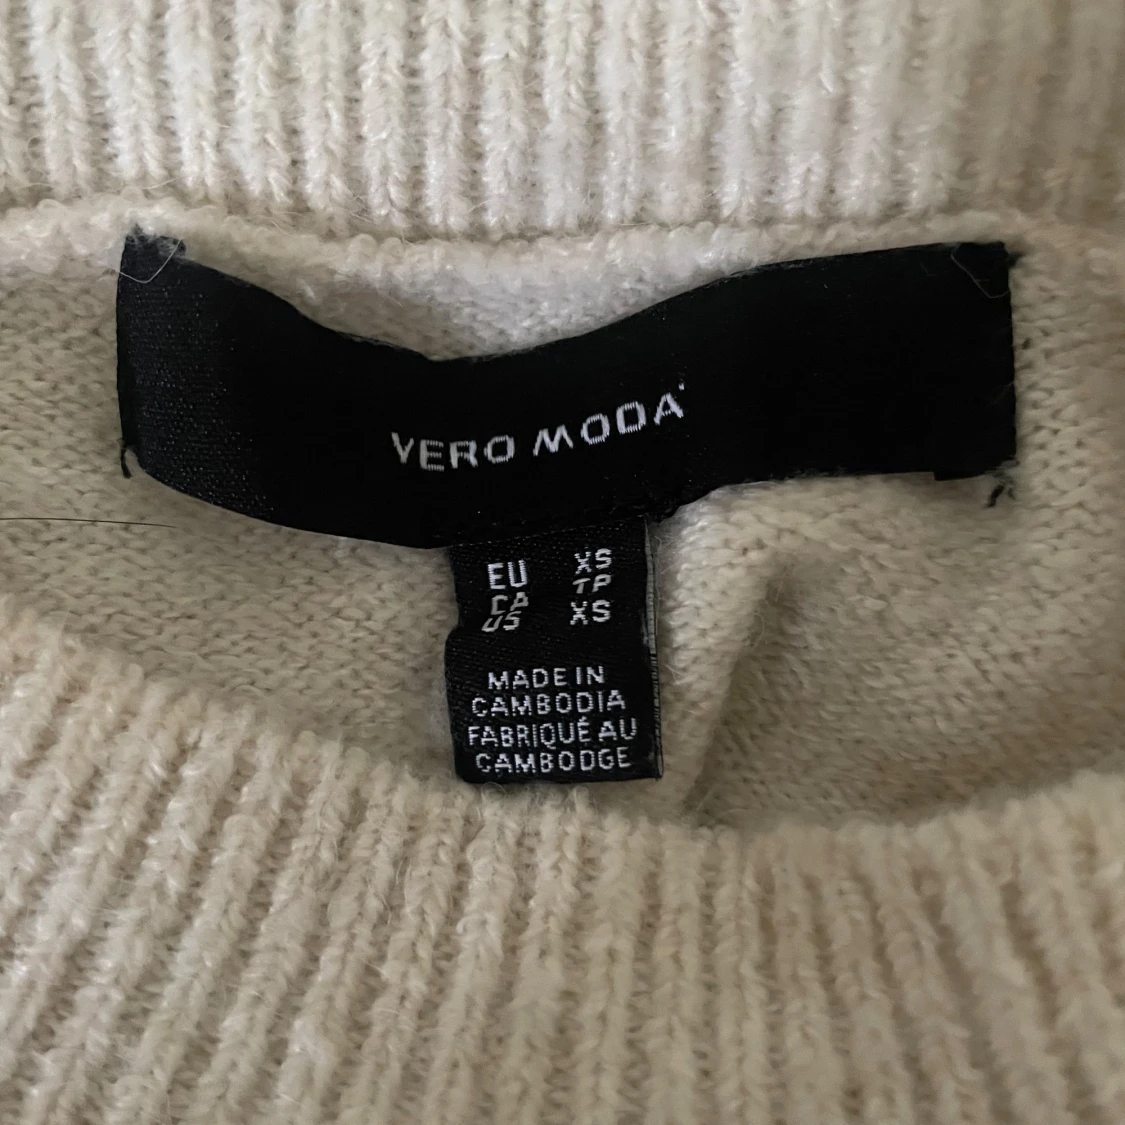 VERO MODA
EU XS
CA TP
US XS
MADE IN
CAMBODIA
FABRIQUÉ AU
CAMBODGE